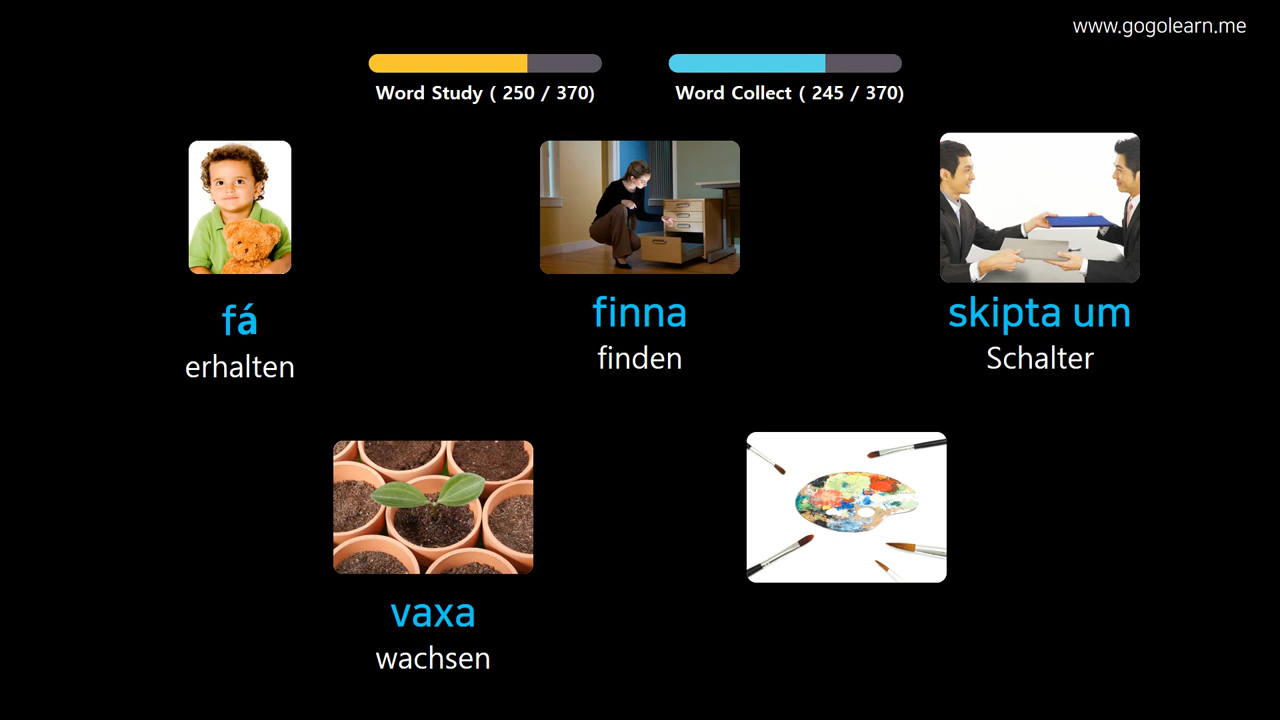 www.gogolearn.me
Word Study ( 250 / 370)
Word Collect ( 245 / 370)
fá
erhalten
finna
finden
skipta um
Schalter
vaxa
wachsen